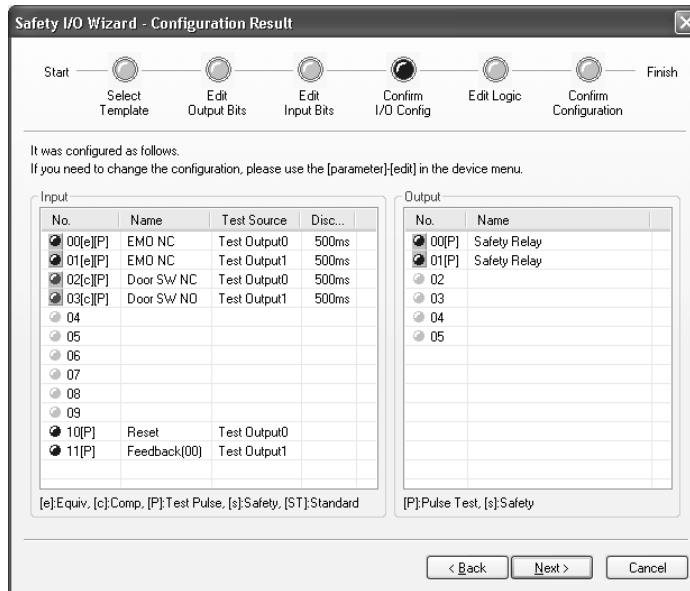 Safety I/O Wizard - Configuration Result
Start
Select Template
Edit Output Bits
Edit Input Bits
Confirm I/O Config
Edit Logic
Confirm Configuration
Finish
It was configured as follows.
If you need to change the configuration, please use the [parameter]-[edit] in the device menu.
Input
No. Name Test Source Disc...
00[e][P] EMO NC Test Output0 500ms
01[e][P] EMO NC Test Output1 500ms
02[c][P] Door SW NC Test Output0 500ms
03[c][P] Door SW NO Test Output1 500ms
04
05
06
07
08
09
10[P] Reset Test Output0
11[P] Feedback(00) Test Output1
[e]:Equiv, [c]:Comp, [P]:Test Pulse, [s]:Safety, [ST]:Standard
Output
No. Name
00[P] Safety Relay
01[P] Safety Relay
02
03
04
05
[P]:Pulse Test, [s]:Safety
< Back
Next >
Cancel